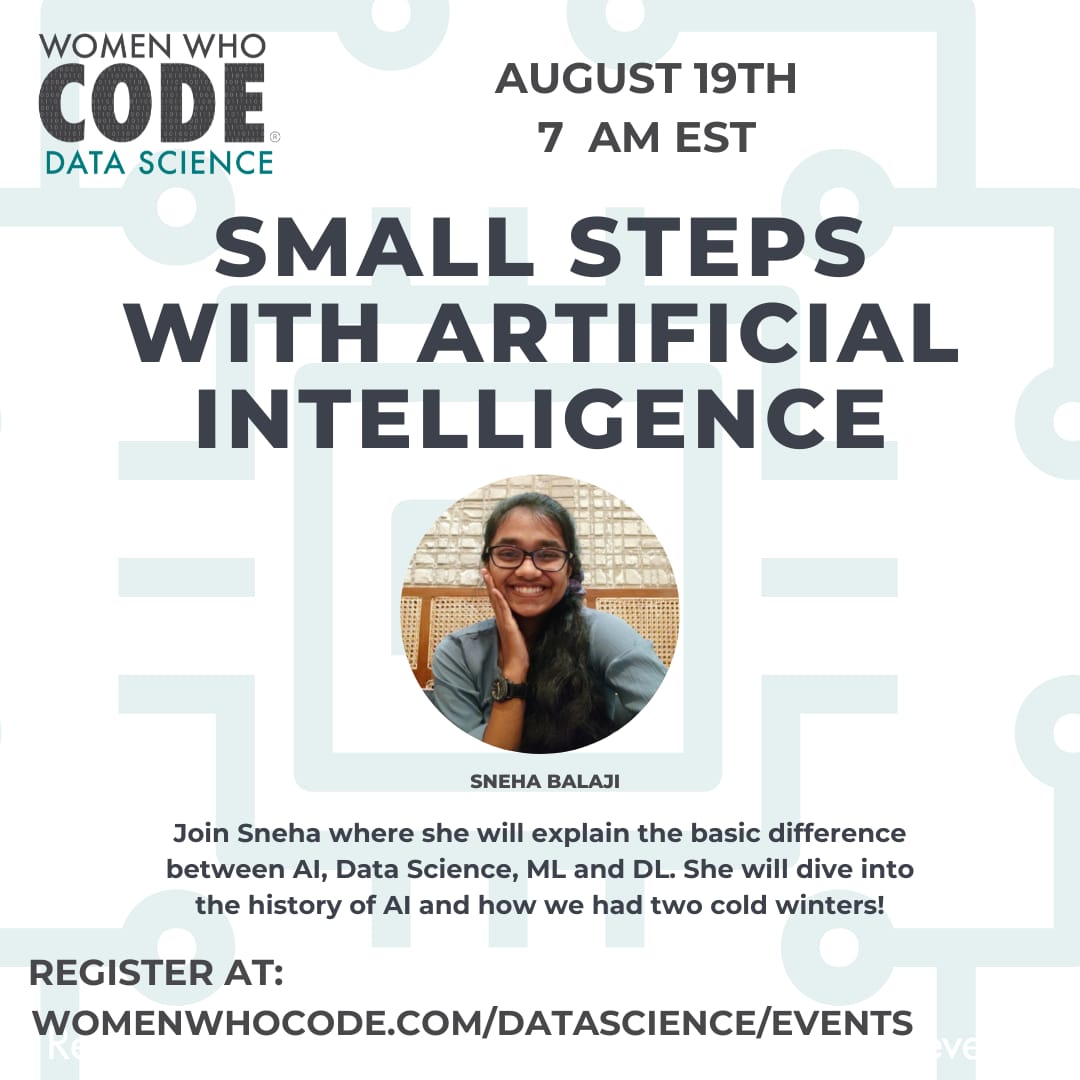 WOMEN WHO
CODE®
DATA SCIENCE
AUGUST 19TH
7 AM EST
SMALL STEPS
WITH ARTIFICIAL
INTELLIGENCE
SNEHA BALAJI
Join Sneha where she will explain the basic difference
between AI, Data Science, ML and DL. She will dive into
the history of AI and how we had two cold winters!
REGISTER AT:
WOMENWHOCODE.COM/DATASCIENCE/EVENTS